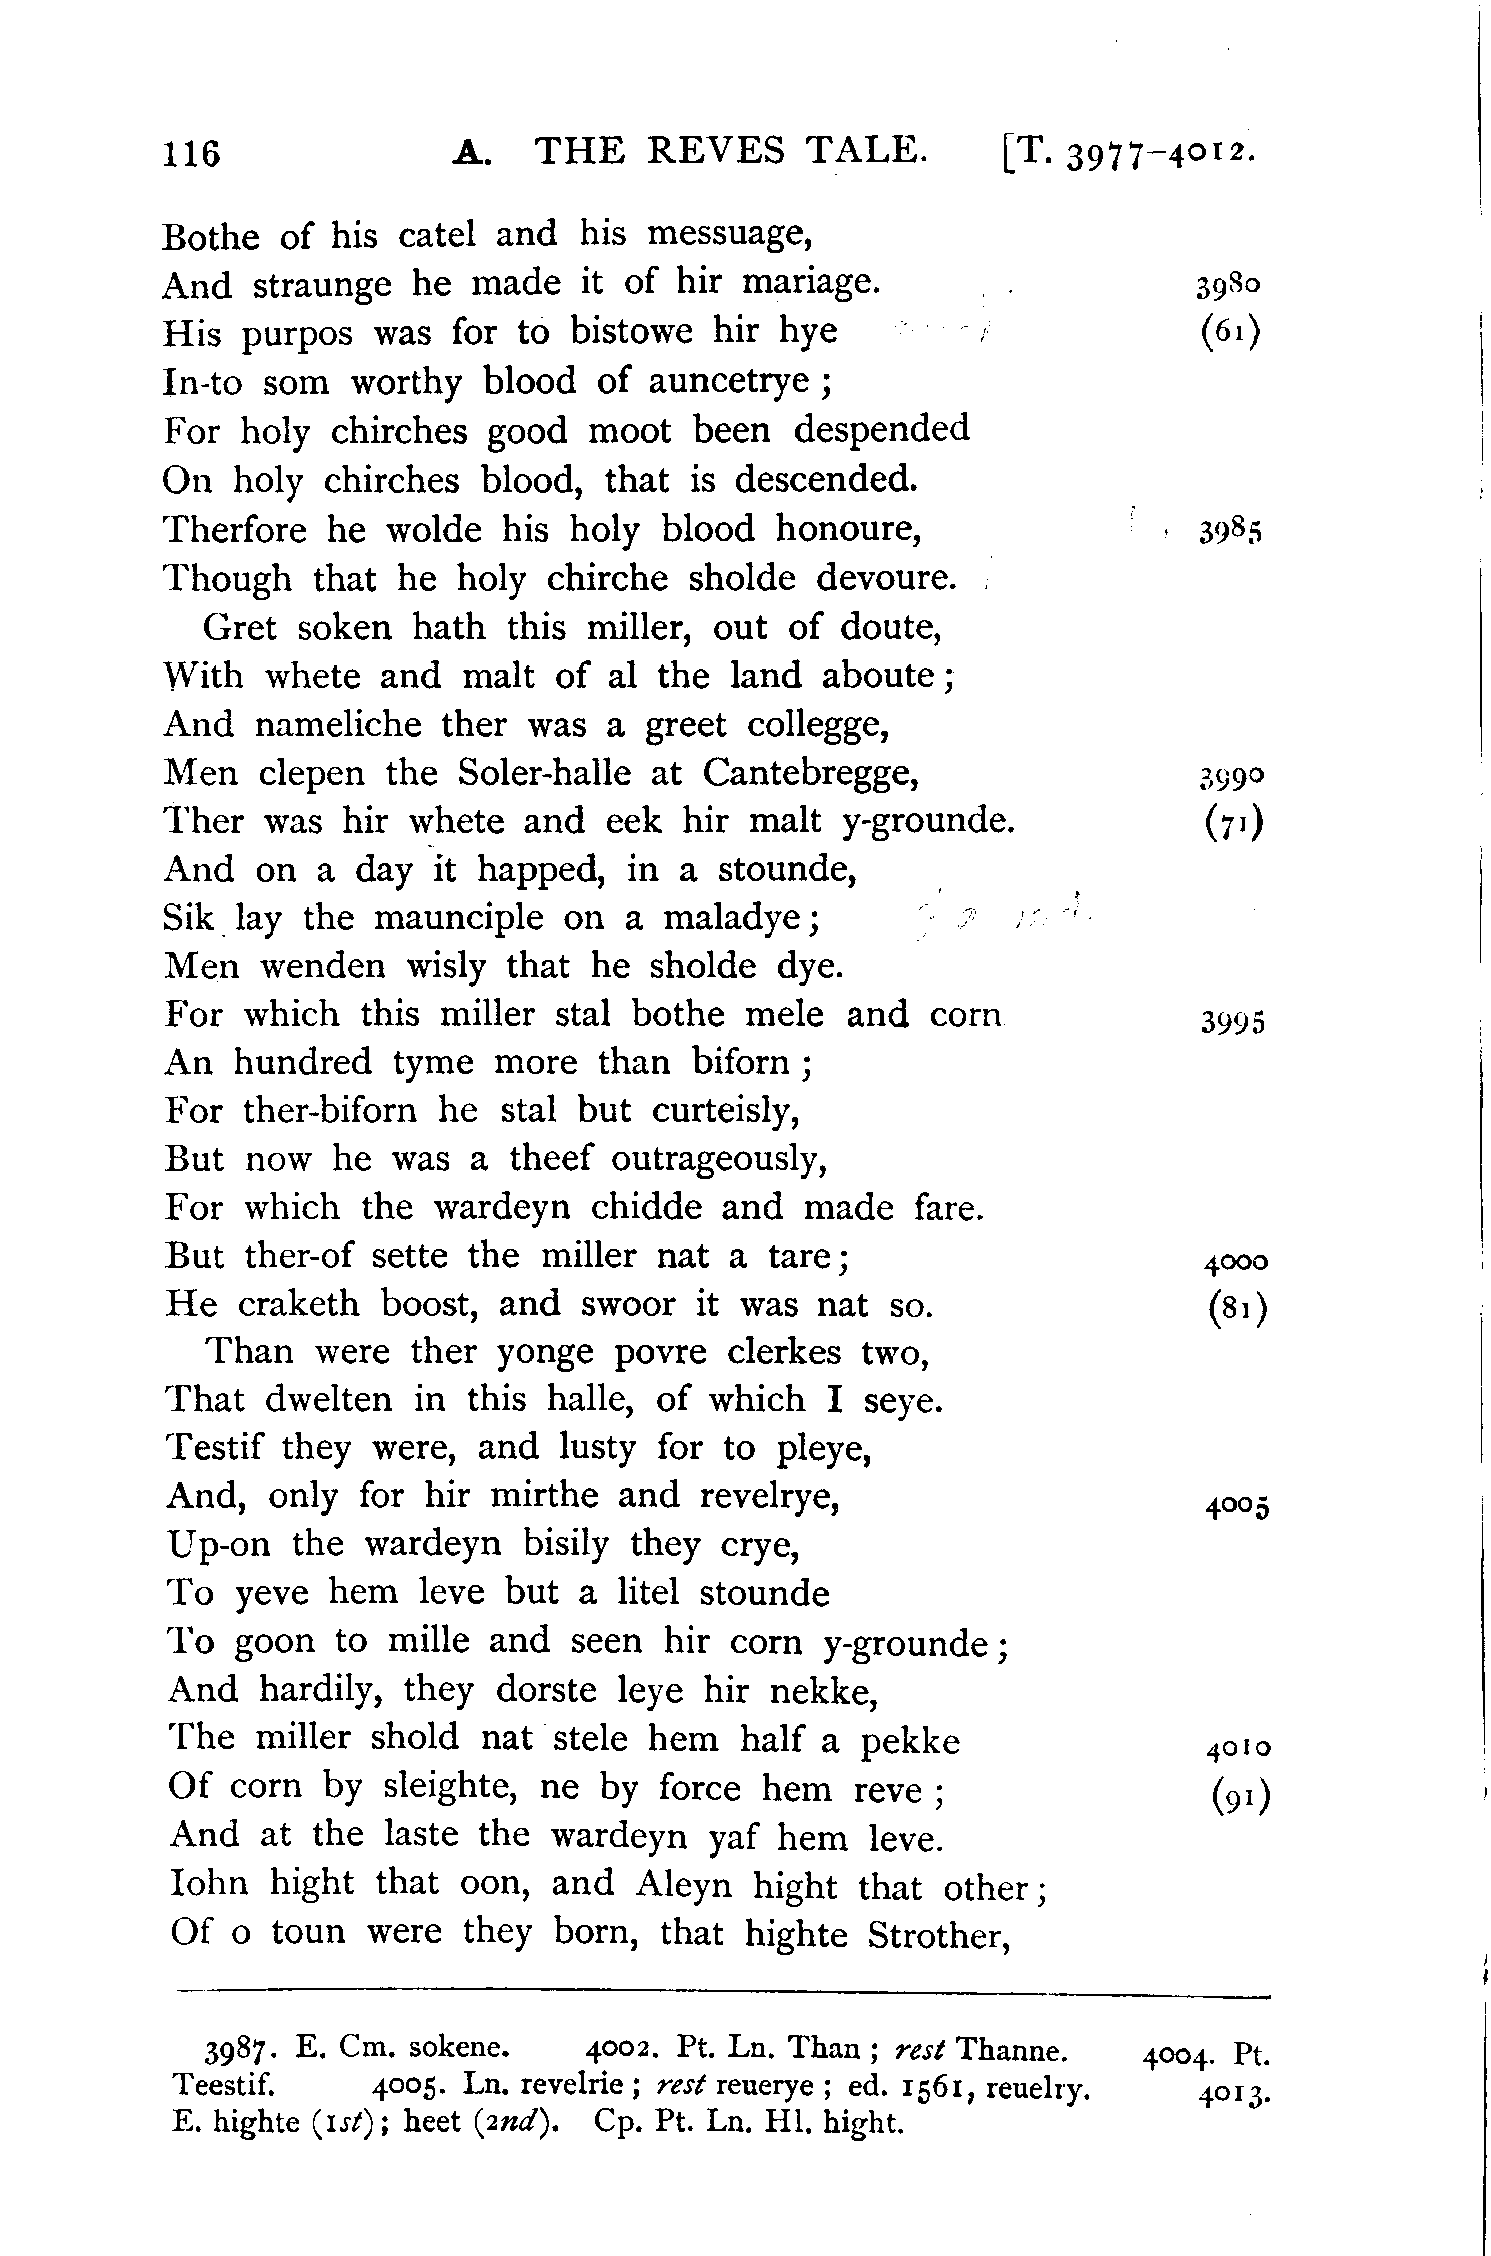 116 A. THE REVES TALE. [T. 3977–4012.
Bothe of his catel and his messuage,
And straunge he made it of hir mariage. 3980
His purpos was for to bistowe hir hye (61)
In-to som worthy blood of auncetrye ;
For holy chirches good moot been despended
On holy chirches blood, that is descended.
Therfore he wolde his holy blood honoure, 3985
Though that he holy chirche sholde devoure.
Gret soken hath this miller, out of doute,
With whete and malt of al the land aboute ;
And nameliche ther was a greet collegge,
Men clepen the Soler-halle at Cantebregge, 3990
Ther was hir whete and eek hir malt y-grounde. (71)
And on a day it happed, in a stounde,
Sik lay the maunciple on a maladye ;
Men wenden wisly that he sholde dye.
For which this miller stal bothe mele and corn 3995
An hundred tyme more than biforn ;
For ther-biforn he stal but curteisly,
But now he was a theef outrageously,
For which the wardeyn chidde and made fare.
But ther-of sette the miller nat a tare ; 4000
He craketh boost, and swoor it was nat so. (81)
Than were ther yonge povre clerkes two,
That dwelten in this halle, of which I seye.
Testif they were, and lusty for to pleye,
And, only for hir mirthe and revelrye, 4005
Up-on the wardeyn bisily they crye,
To yeve hem leve but a litel stounde
To goon to mille and seen hir corn y-grounde ;
And hardily, they dorste leye hir nekke,
The miller shold nat stele hem half a pekke 4010
Of corn by sleighte, ne by force hem reve ; (91)
And at the laste the wardeyn yaf hem leve.
Iohn hight that oon, and Aleyn hight that other ;
Of o toun were they born, that highte Strother,
3987. E. Cm. sokene. 4002. Pt. Ln. Than ; rest Thanne. 4004. Pt.
Teestif. 4005. Ln. revelrie ; rest reuerye ; ed. 1561, reuelry. 4013.
E. highte (1st) ; heet (2nd). Cp. Pt. Ln. Hl. hight.